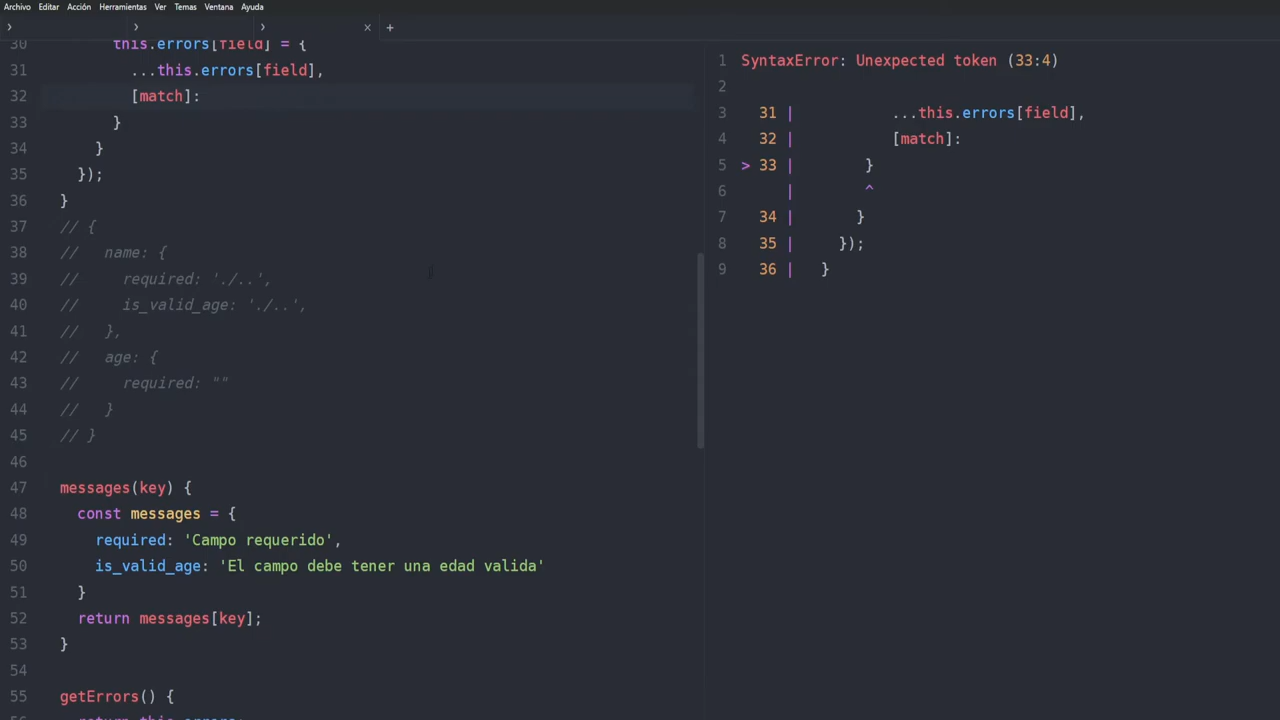 Archivo Editar Acción Herramientas Ver Temas Ventana Ayuda
30 this.errors[field] = {
31 ...this.errors[field],
32 [match]:
33 }
34 }
35 });
36 }
37 // {
38 // name: {
39 // required: './..',
40 // is_valid_age: './..',
41 // },
42 // age: {
43 // required: ""
44 // }
45 // }
46
47 messages(key) {
48 const messages = {
49 required: 'Campo requerido',
50 is_valid_age: 'El campo debe tener una edad valida'
51 }
52 return messages[key];
53 }
54
55 getErrors() {
56 return this.errors;
1 SyntaxError: Unexpected token (33:4)
2
3 31 | ...this.errors[field],
4 32 | [match]:
5 > 33 | }
6 | ^
7 34 | }
8 35 | });
9 36 | }